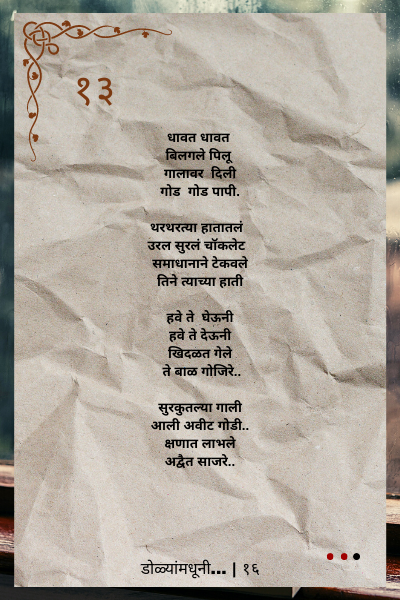 १३
धावत धावत
बिलगले पिलू
गालावर दिली
गोड गोड पापी.
थरथरत्या हातातलं
उरल सुरलं चॉकलेट
समाधानाने टेकवले
तिने त्याच्या हाती
हवे ते घेऊनी
हवे ते देऊनी
खिदळत गेले
ते बाळ गोजिरे..
सुरकुतल्या गाली
आली अवीट गोडी..
क्षणात लाभले
अद्वैत साजरे..
डोळ्यांमधूनी... | १६